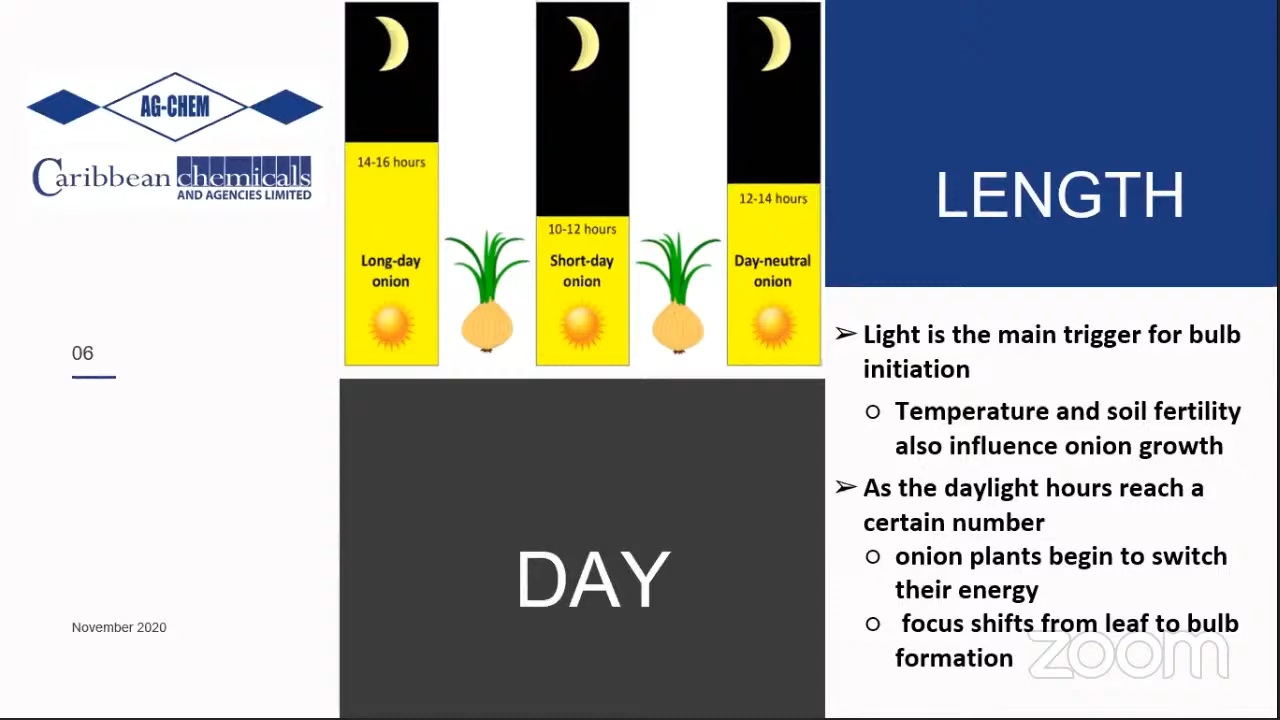 AG-CHEM
Caribbean chemicals
AND AGENCIES LIMITED
06
November 2020
14-16 hours
Long-day
onion
10-12 hours
Short-day
onion
12-14 hours
Day-neutral
onion
DAY
LENGTH
➢ Light is the main trigger for bulb
initiation
○ Temperature and soil fertility
also influence onion growth
➢ As the daylight hours reach a
certain number
○ onion plants begin to switch
their energy
○ focus shifts from leaf to bulb
formation
zoom